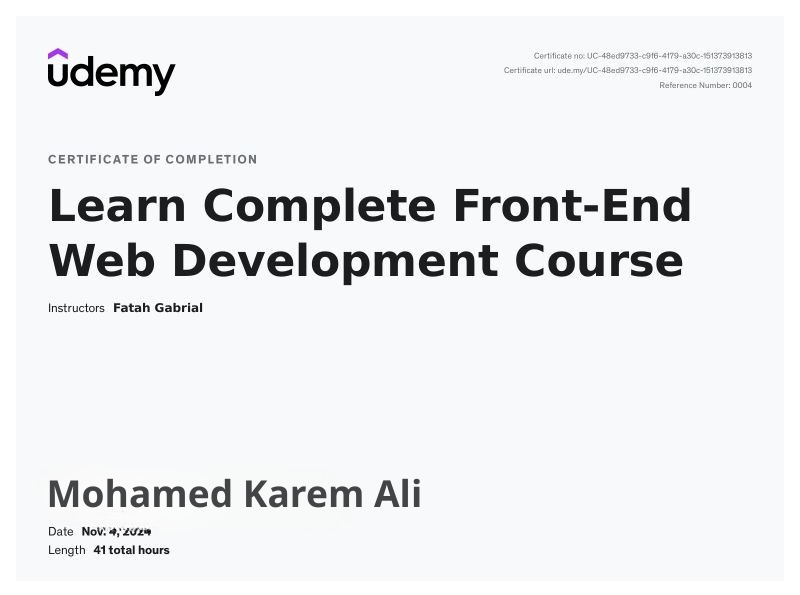 udemy
Certificate no: UC-48ed9733-c9f6-4179-a30c-151373913813
Certificate url: ude.my/UC-48ed9733-c9f6-4179-a30c-151373913813
Reference Number: 0004
CERTIFICATE OF COMPLETION
Learn Complete Front-End
Web Development Course
Instructors Fatah Gabrial
Mohamed Karem Ali
Date Nov. 4, 2024
Length 41 total hours